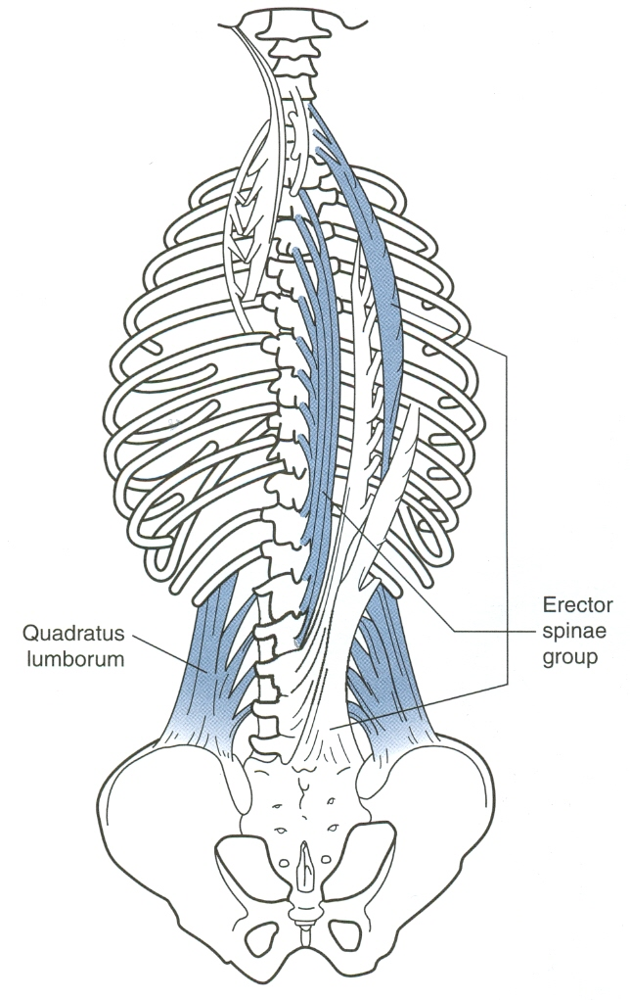 Quadratus
lumborum
Erector
spinae
group